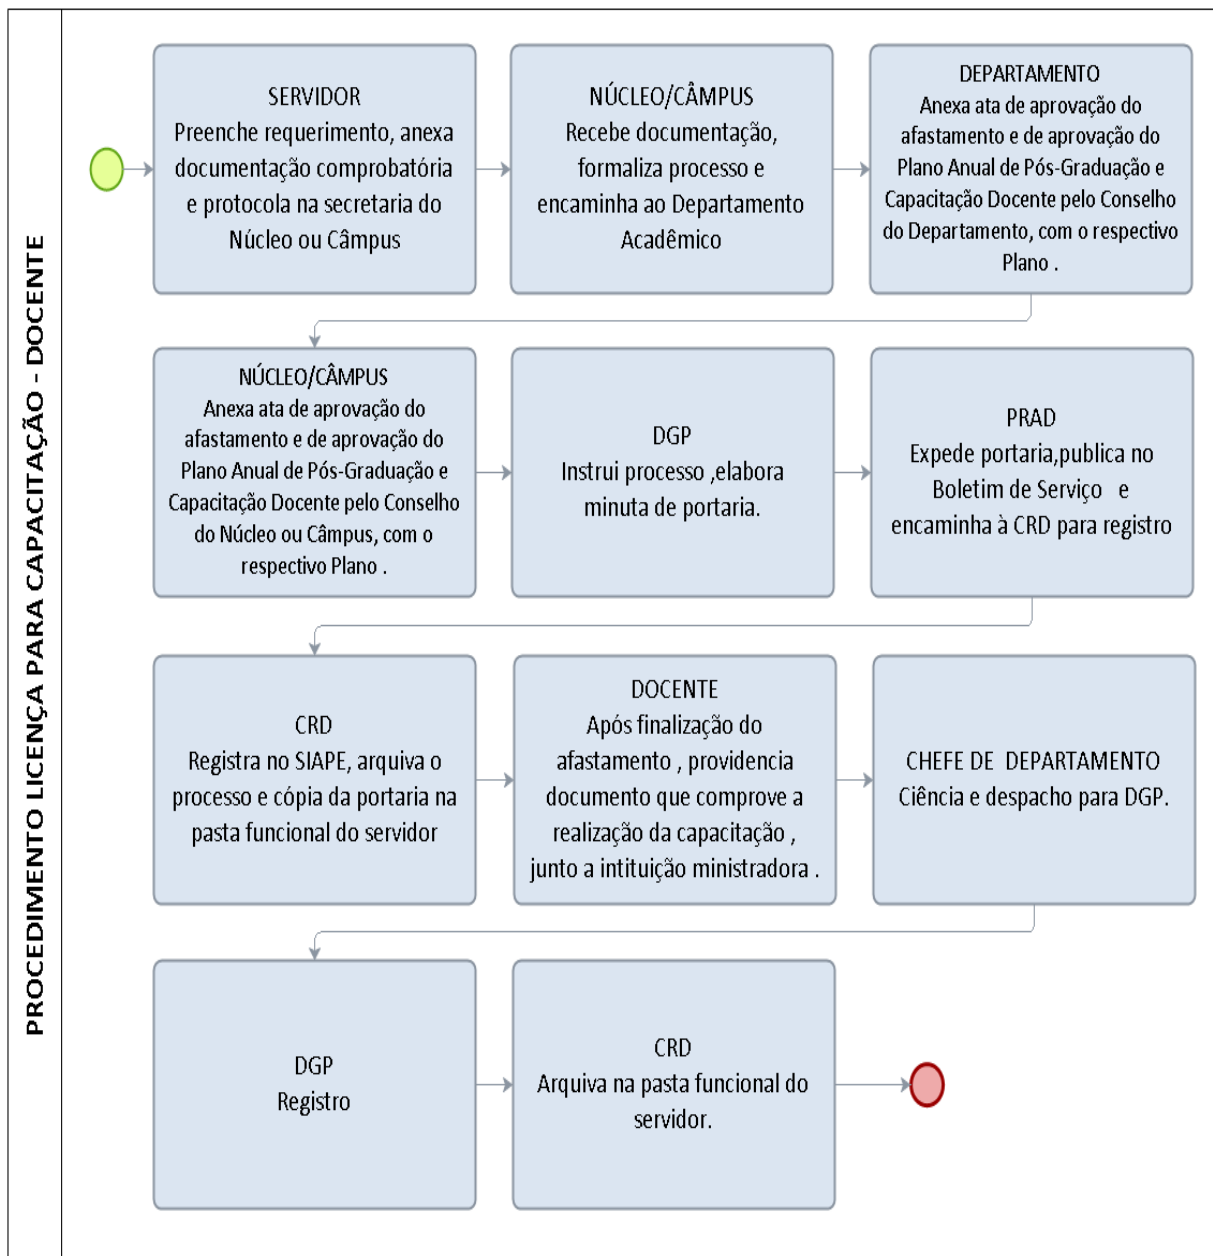 PROCEDIMENTO LICENÇA PARA CAPACITAÇÃO - DOCENTE
SERVIDOR
Preenche requerimento, anexa
documentação comprobatória
e protocola na secretaria do
Núcleo ou Câmpus
NÚCLEO/CÂMPUS
Recebe documentação,
formaliza processo e
encaminha ao Departamento
Acadêmico
DEPARTAMENTO
Anexa ata de aprovação do
afastamento e de aprovação do
Plano Anual de Pós-Graduação e
Capacitação Docente pelo Conselho
do Departamento, com o respectivo
Plano .
NÚCLEO/CÂMPUS
Anexa ata de aprovação do
afastamento e de aprovação do
Plano Anual de Pós-Graduação e
Capacitação Docente pelo Conselho
do Núcleo ou Câmpus, com o
respectivo Plano .
DGP
Instrui processo ,elabora
minuta de portaria.
PRAD
Expede portaria,publica no
Boletim de Serviço e
encaminha à CRD para registro
CRD
Registra no SIAPE, arquiva o
processo e cópia da portaria na
pasta funcional do servidor
DOCENTE
Após finalização do
afastamento , providencia
documento que comprove a
realização da capacitação ,
junto a intituição ministradora .
CHEFE DE DEPARTAMENTO
Ciência e despacho para DGP.
DGP
Registro
CRD
Arquiva na pasta funcional do
servidor.